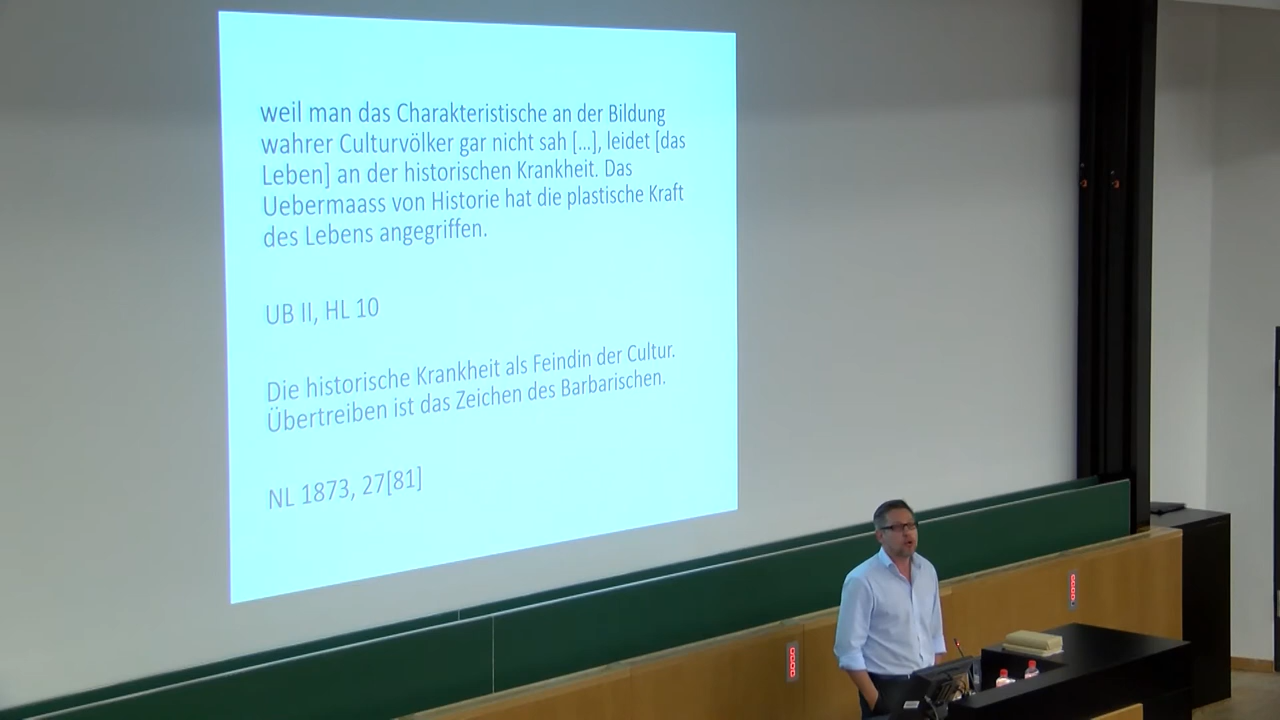 weil man das Charakteristische an der Bildung
wahrer Culturvölker gar nicht sah [...], leidet [das
Leben] an der historischen Krankheit. Das
Uebermaass von Historie hat die plastische Kraft
des Lebens angegriffen.
UB II, HL 10
Die historische Krankheit als Feindin der Cultur.
Übertreiben ist das Zeichen des Barbarischen.
NL 1873, 27[81]